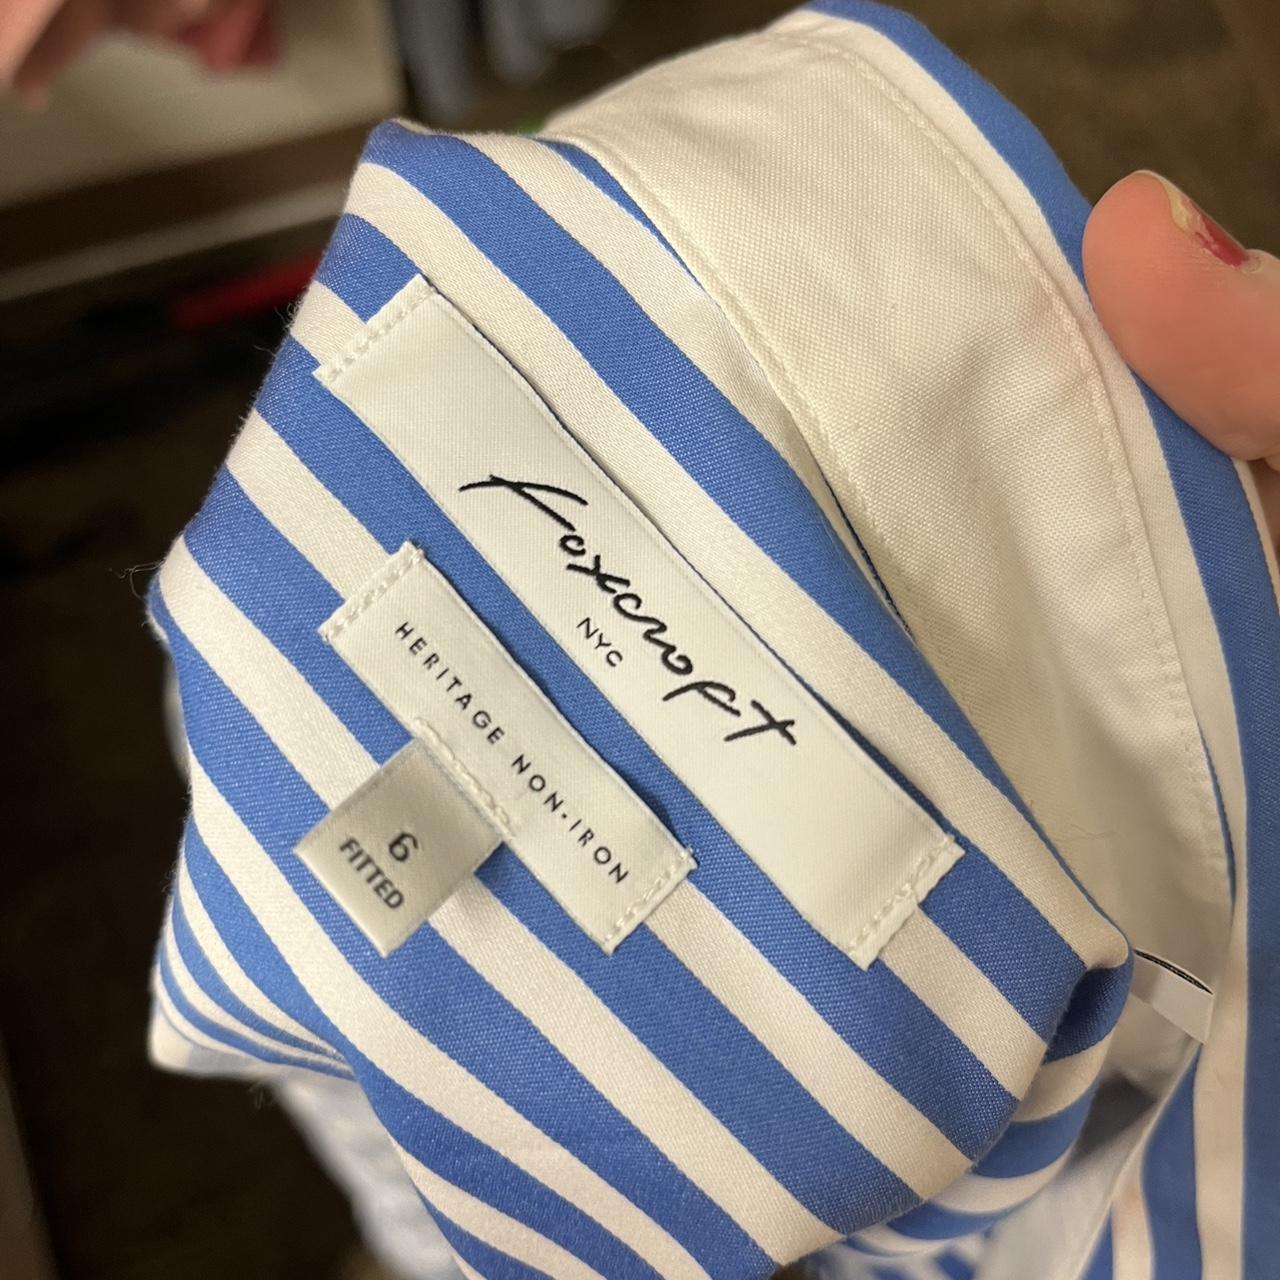 foxcroft
NYC
HERITAGE NON-IRON
6
FITTED